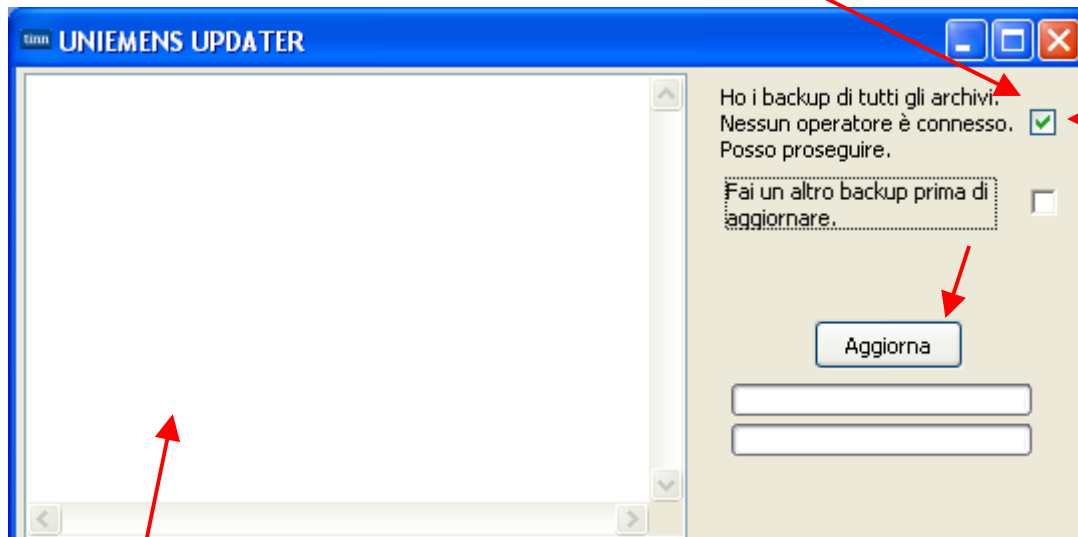 tinn UNIEMENS UPDATER
Ho i backup di tutti gli archivi.
Nessun operatore è connesso.
Posso proseguire.
Fai un altro backup prima di
aggiornare.
Aggiorna